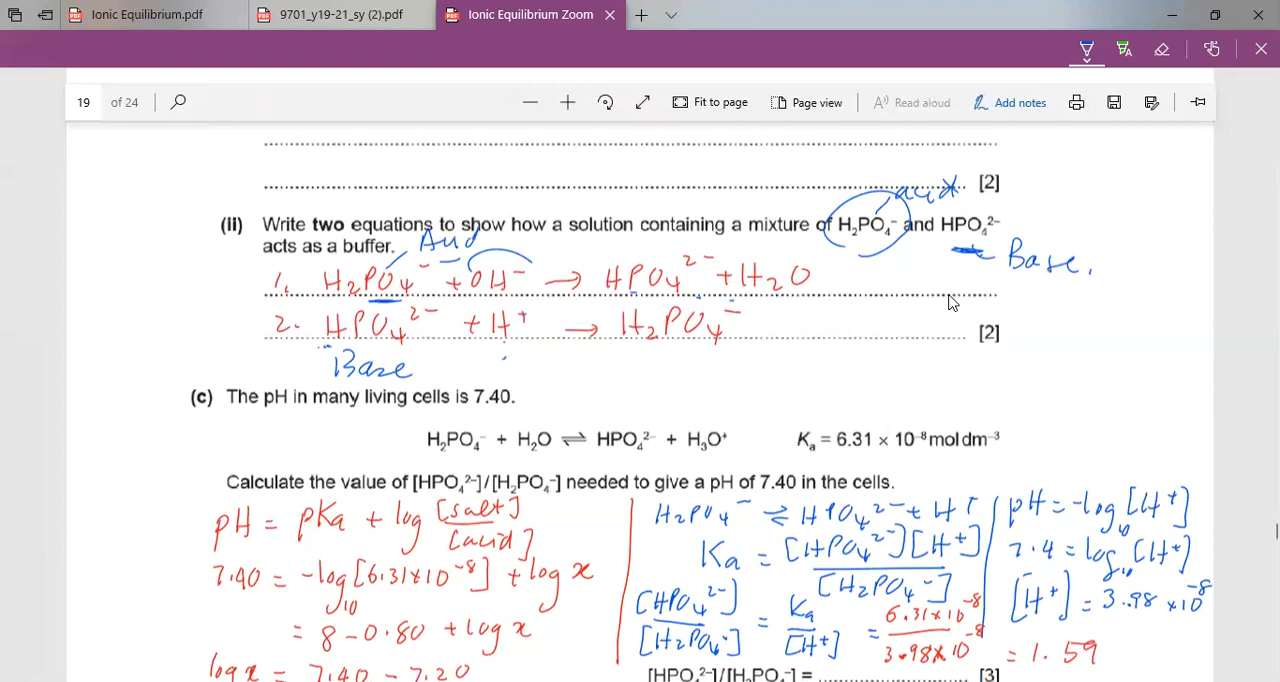 Ionic Equilibrium.pdf
9701_y19-21_sy (2).pdf
Ionic Equilibrium Zoom
19 of 24
Fit to page
Page view
Read aloud
Add notes
[2]
acid
(ii) Write two equations to show how a solution containing a mixture of H₂PO₄⁻ and HPO₄²⁻
acts as a buffer.
Acid
Base.
1. H₂PO₄⁻ + OH⁻ → HPO₄²⁻ + H₂O
2. HPO₄²⁻ + H⁺ → H₂PO₄⁻
[2]
Base
(c) The pH in many living cells is 7.40.
H₂PO₄⁻ + H₂O ⇌ HPO₄²⁻ + H₃O⁺ Kₐ = 6.31 × 10⁻⁸ mol dm⁻³
Calculate the value of [HPO₄²⁻]/[H₂PO₄⁻] needed to give a pH of 7.40 in the cells.
pH = pKa + log [salt]/[acid]
7.40 = -log₁₀[6.31×10⁻⁸] + log x
= 8 - 0.80 + log x
log x = 7.40 - 7.20
H₂PO₄⁻ ⇌ HPO₄²⁻ + H⁺
Ka = [HPO₄²⁻][H⁺]/[H₂PO₄⁻]
[HPO₄²⁻]/[H₂PO₄⁻] = Ka/[H⁺] = 6.31×10⁻⁸/3.98×10⁻⁸ = 1.59
pH = -log₁₀[H⁺]
7.4 = log₁₀[H⁺]
[H⁺] = 3.98×10⁻⁸
[HPO₄²⁻]/[H₂PO₄⁻] = .............................. [3]